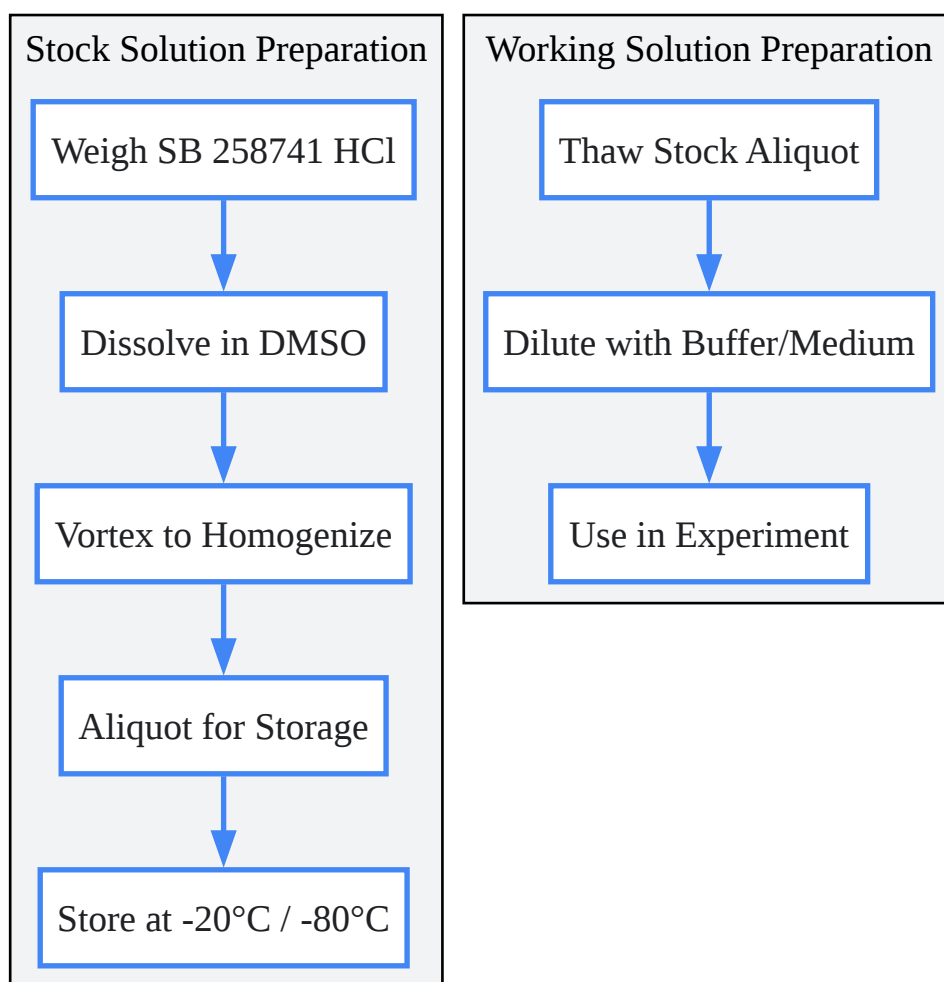 Stock Solution Preparation
Weigh SB 258741 HCl
Dissolve in DMSO
Vortex to Homogenize
Aliquot for Storage
Store at -20°C / -80°C
Working Solution Preparation
Thaw Stock Aliquot
Dilute with Buffer/Medium
Use in Experiment